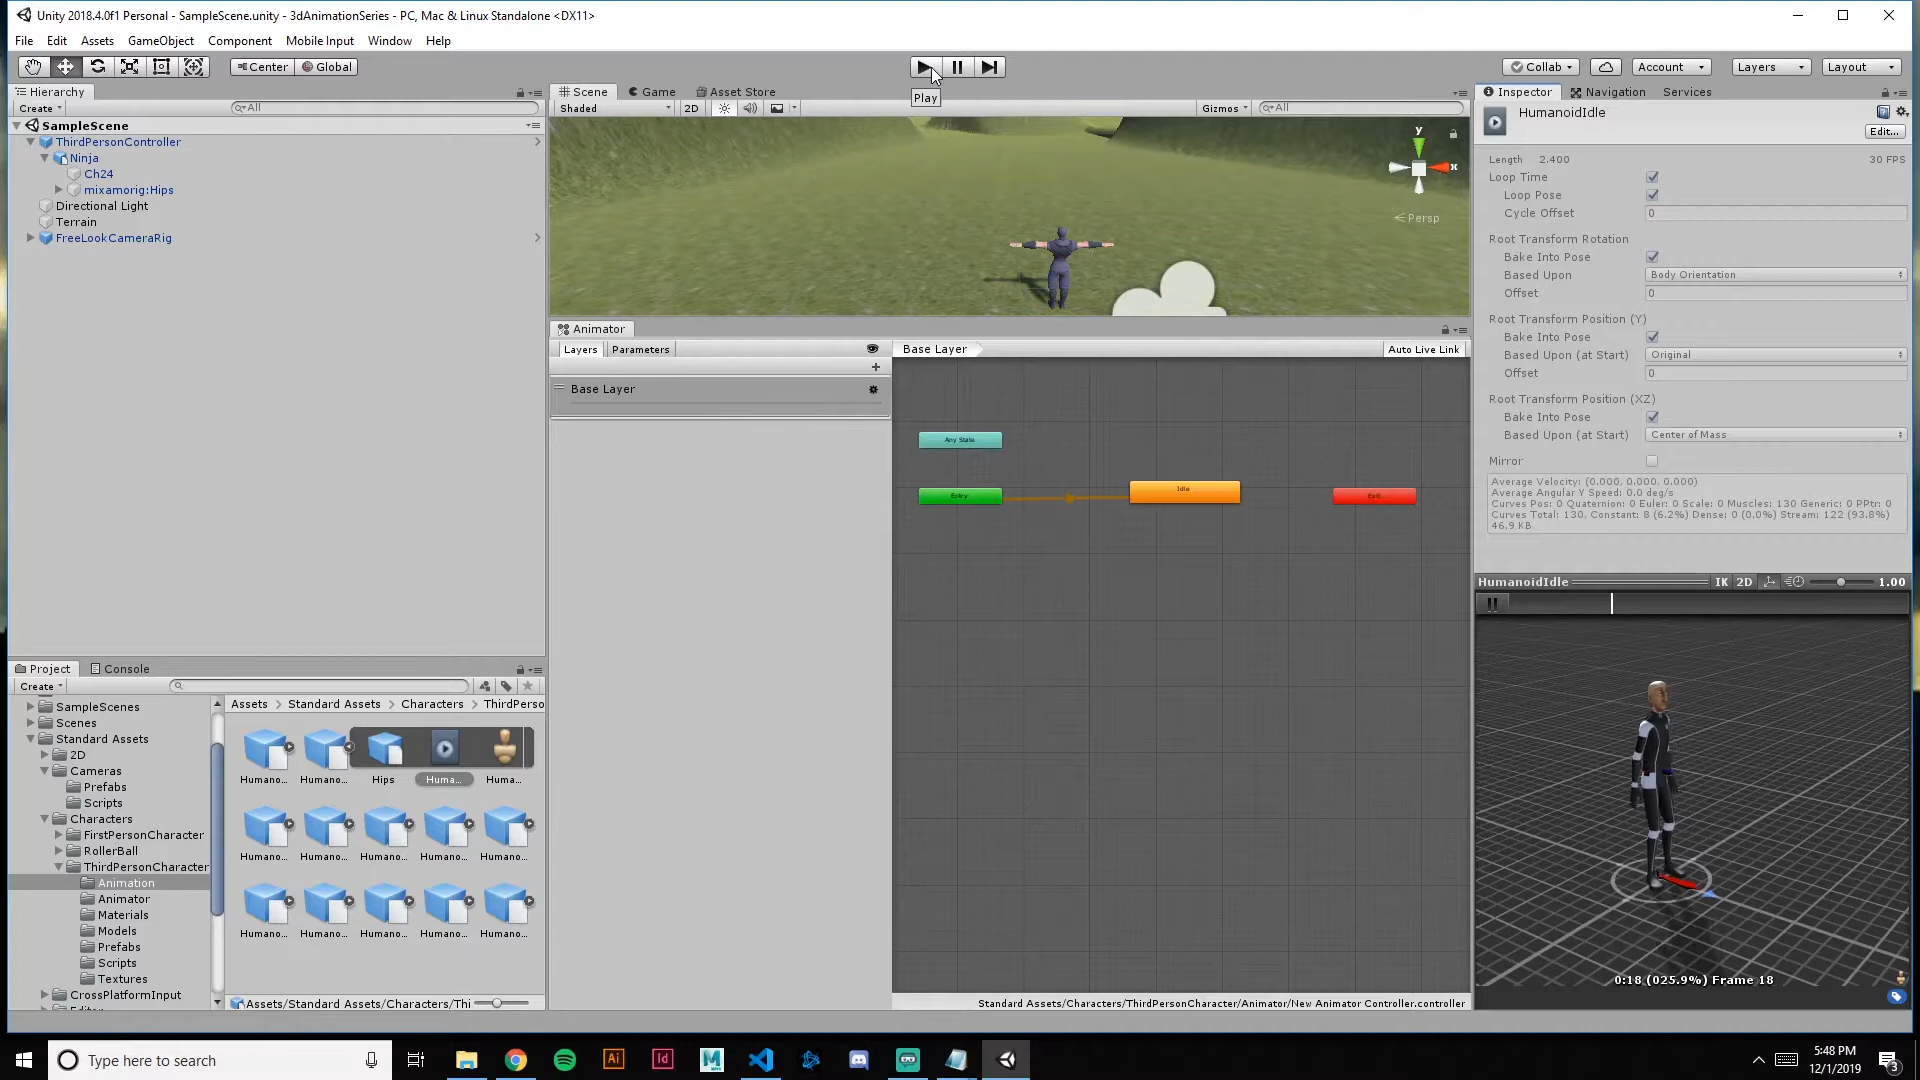 Unity 2018.4.0f1 Personal - SampleScene.unity - 3dAnimationSeries - PC, Mac & Linux Standalone <DX11>
File Edit Assets GameObject Component Mobile Input Window Help
Center Global Collab Account Layers Layout
Play
Hierarchy
Create All
SampleScene
ThirdPersonController
Ninja
Ch24
mixamorig:Hips
Directional Light
Terrain
FreeLookCameraRig
Scene Game Asset Store
Shaded 2D Gizmos All
y
x
Persp
Animator
Layers Parameters
Base Layer Auto Live Link
Base Layer
Any State
Entry
Idle
Exit
Standard Assets/Characters/ThirdPersonCharacter/Animator/New Animator Controller.controller
Project Console
Create
SampleScenes
Scenes
Standard Assets
2D
Cameras
Prefabs
Scripts
Characters
FirstPersonCharacter
RollerBall
ThirdPersonCharacter
Animation
Animator
Materials
Models
Prefabs
Scripts
Textures
CrossPlatformInput
Assets > Standard Assets > Characters > ThirdPerso
Humano... Humano... Hips Huma... Huma...
Humano... Humano... Humano... Humano... Humano...
Humano... Humano... Humano... Humano... Humano...
Assets/Standard Assets/Characters/Thi
Inspector Navigation Services
HumanoidIdle
Edit...
Length 2.400 30 FPS
Loop Time
Loop Pose
Cycle Offset 0
Root Transform Rotation
Bake Into Pose
Based Upon Body Orientation
Offset 0
Root Transform Position (Y)
Bake Into Pose
Based Upon (at Start) Original
Offset 0
Root Transform Position (XZ)
Bake Into Pose
Based Upon (at Start) Center of Mass
Mirror
Average Velocity: (0.000, 0.000, 0.000)
Average Angular Y Speed: 0.0 deg/s
Curves Pos: 0 Quaternion: 0 Euler: 0 Scale: 0 Muscles: 130 Generic: 0 PPtr: 0
Curves Total: 130, Constant: 8 (6.2%) Dense: 0 (0.0%) Stream: 122 (93.8%)
46.9 KB
HumanoidIdle IK 2D 1.00
0:18 (025.9%) Frame 18
Type here to search
Ai
Id
M
5:48 PM
12/1/2019
3